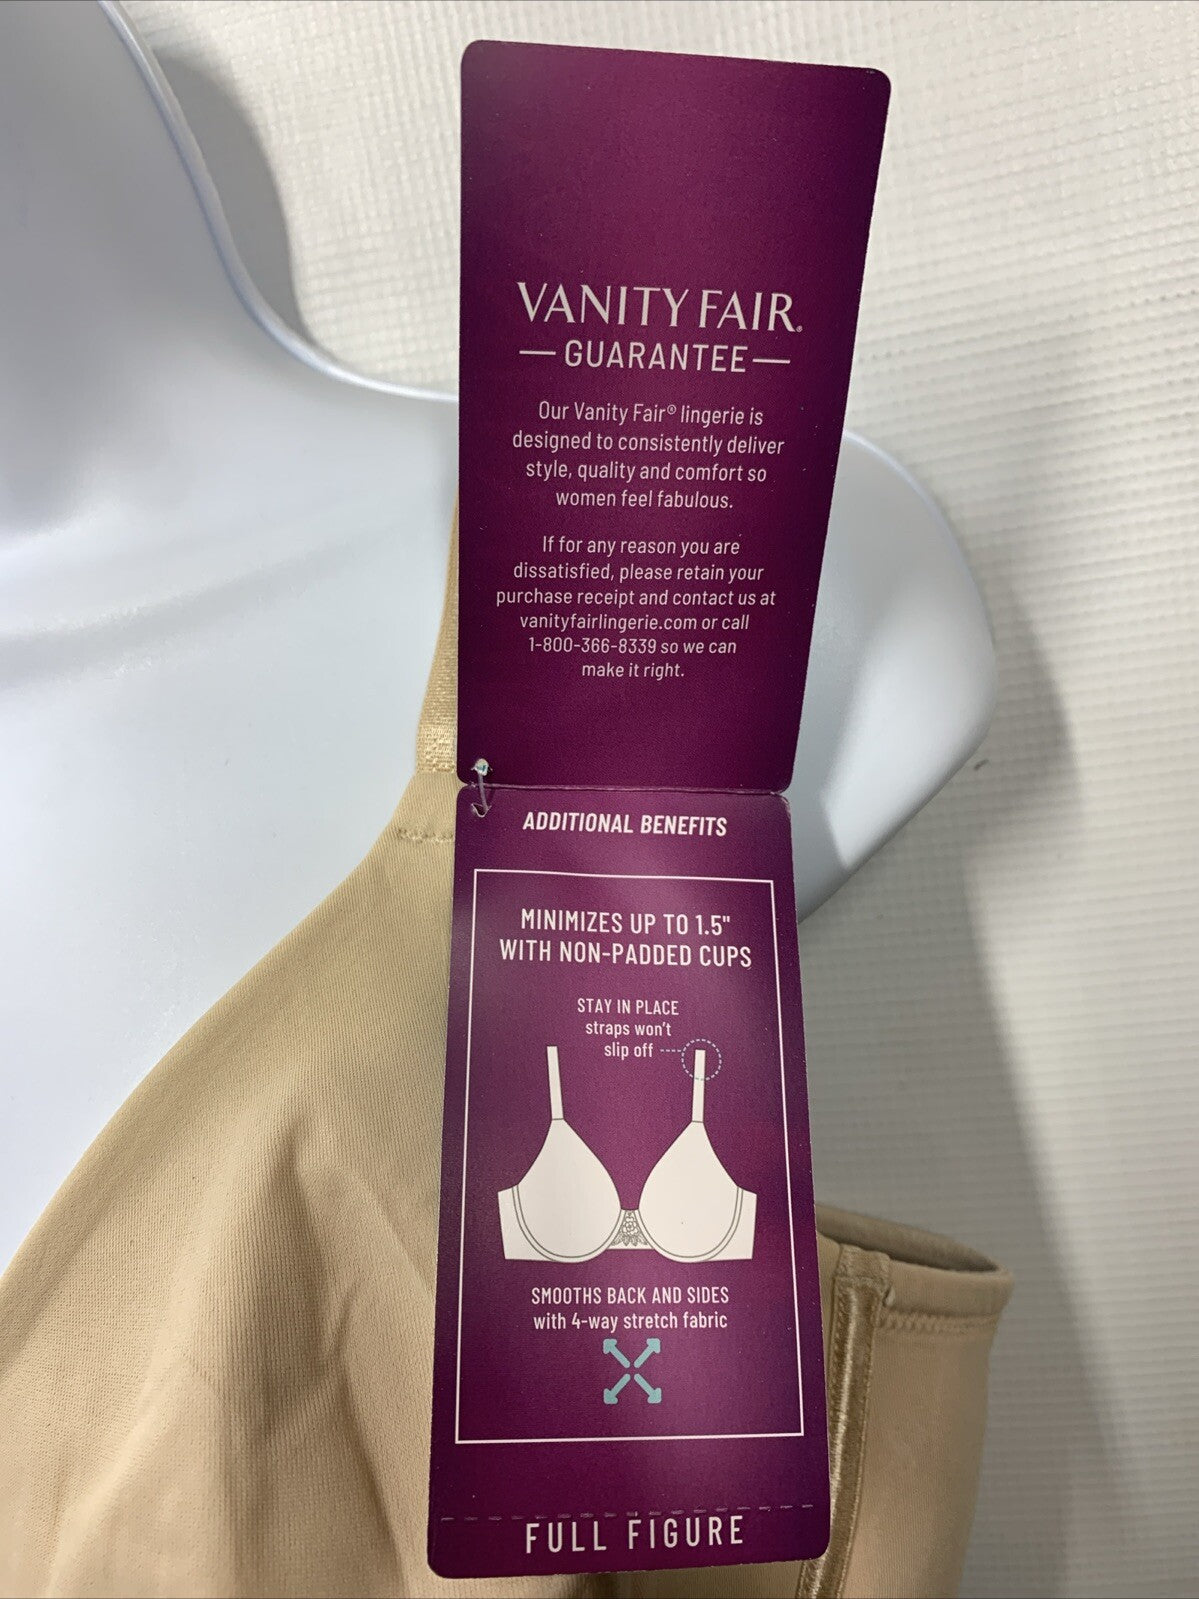 VANITY FAIR®
GUARANTEE
Our Vanity Fair® lingerie is
designed to consistently deliver
style, quality and comfort so
women feel fabulous.
If for any reason you are
dissatisfied, please retain your
purchase receipt and contact us at
vanityfairlingerie.com or call
1-800-366-8339 so we can
make it right.
ADDITIONAL BENEFITS
MINIMIZES UP TO 1.5"
WITH NON-PADDED CUPS
STAY IN PLACE
straps won't
slip off
SMOOTHS BACK AND SIDES
with 4-way stretch fabric
FULL FIGURE